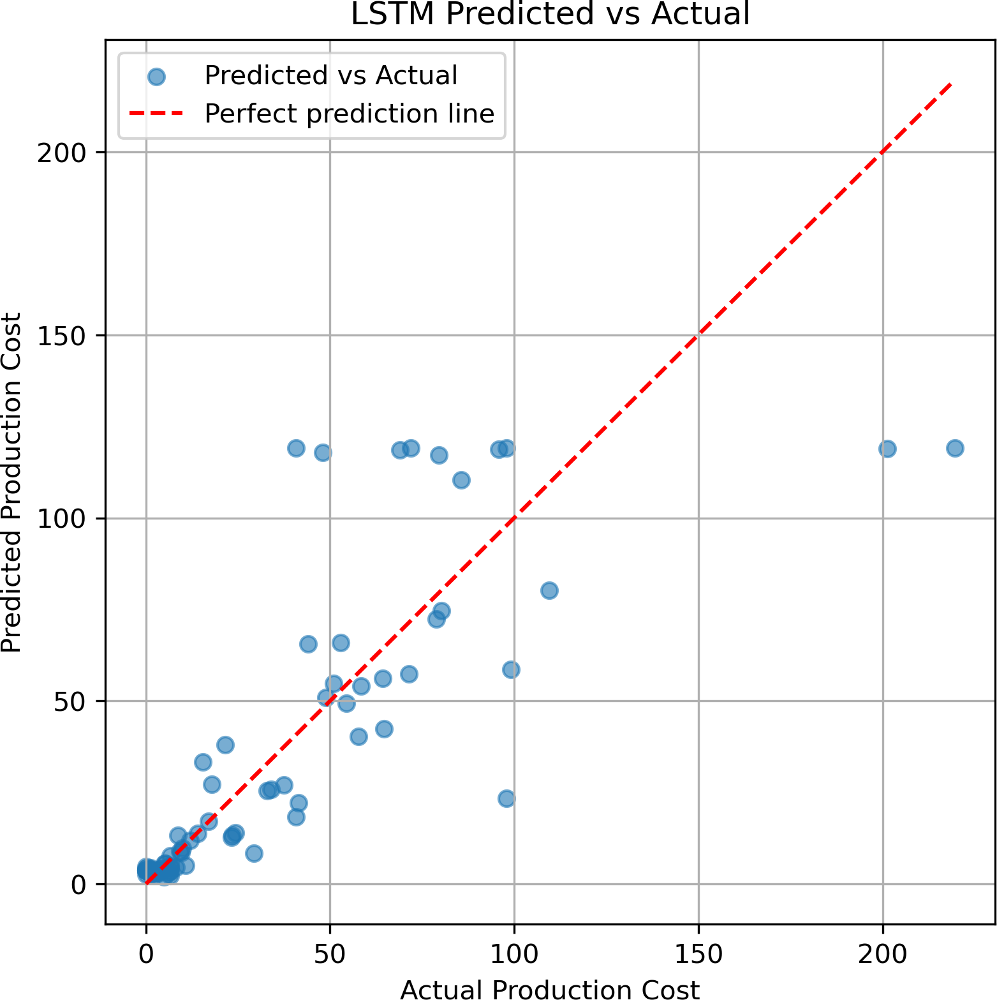 LSTM Predicted vs Actual
Predicted vs Actual
Perfect prediction line
200
150
100
50
0
Predicted Production Cost
0 50 100 150 200
Actual Production Cost